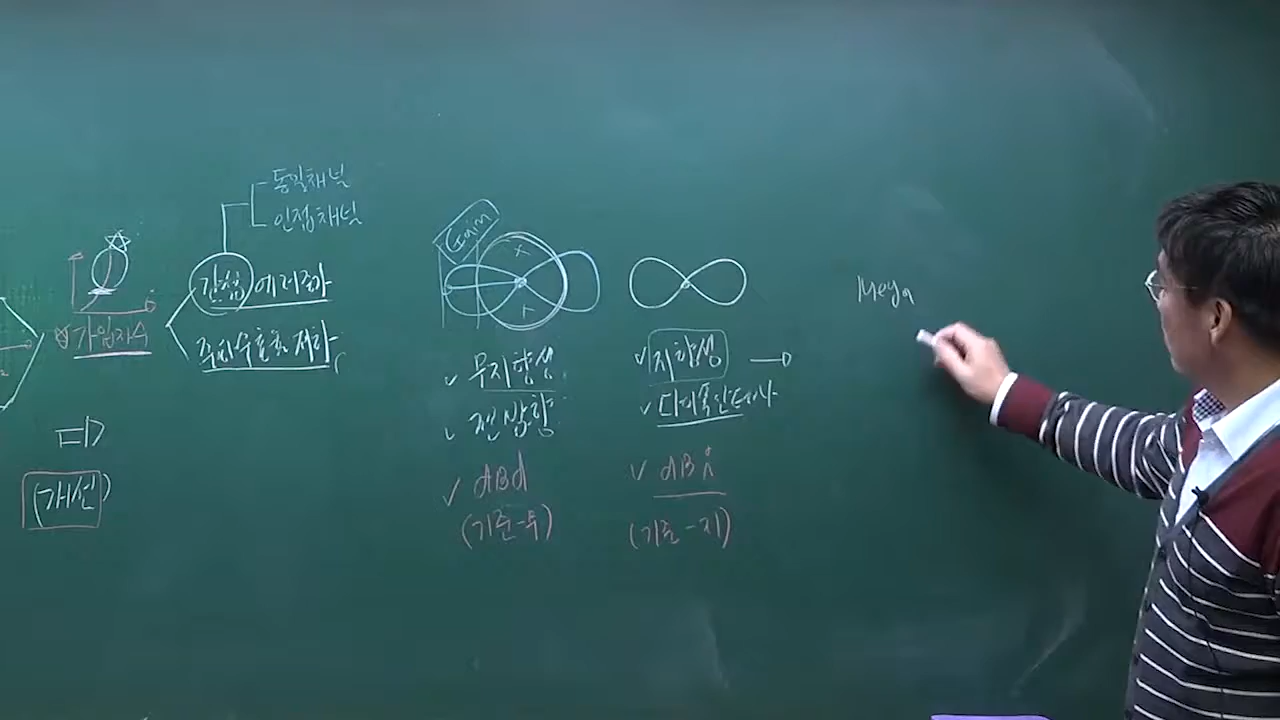 동일채널
인접채널
간섭에 더 증가
가입자수
주파수효율 저하
(개선)
Gain
무지향성
전방향
dBd
(기준-무)
지향성
다이폴안테나
dBi
(기준-지)
Meya